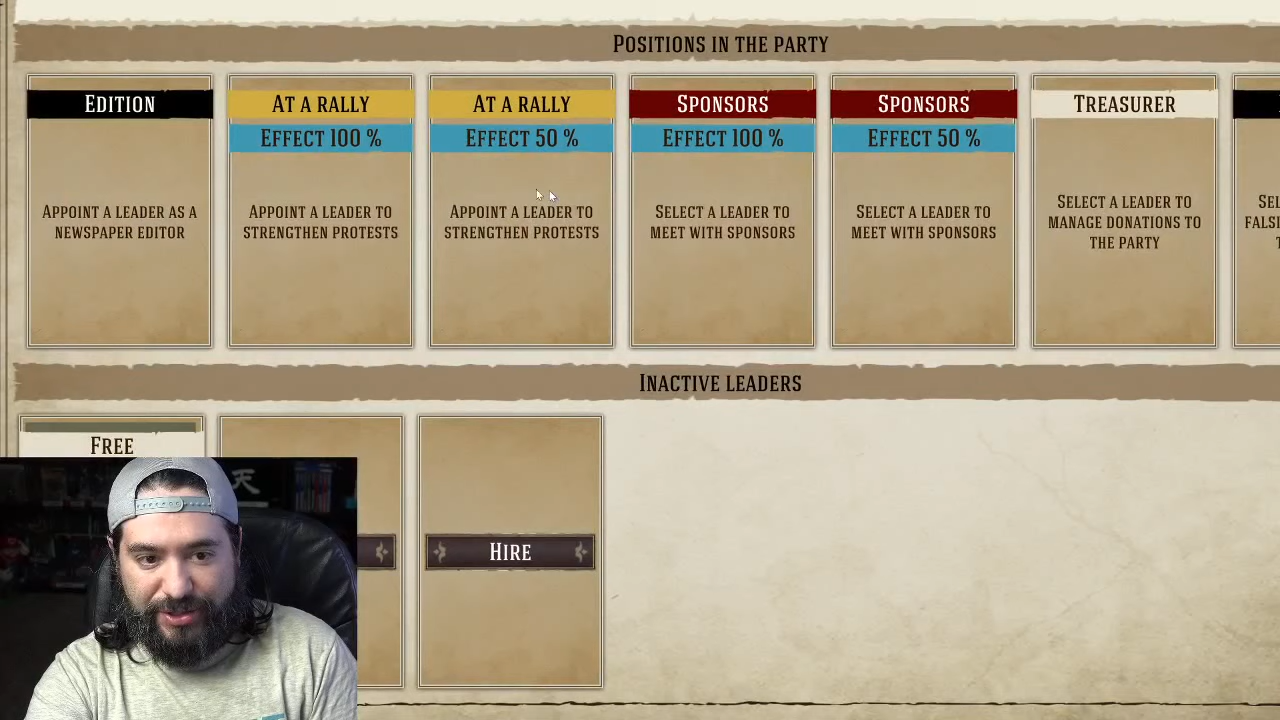 POSITIONS IN THE PARTY
EDITION
APPOINT A LEADER AS A
NEWSPAPER EDITOR
AT A RALLY
EFFECT 100 %
APPOINT A LEADER TO
STRENGTHEN PROTESTS
AT A RALLY
EFFECT 50 %
APPOINT A LEADER TO
STRENGTHEN PROTESTS
SPONSORS
EFFECT 100 %
SELECT A LEADER TO
MEET WITH SPONSORS
SPONSORS
EFFECT 50 %
SELECT A LEADER TO
MEET WITH SPONSORS
TREASURER
SELECT A LEADER TO
MANAGE DONATIONS TO
THE PARTY
INACTIVE LEADERS
FREE
HIRE
天